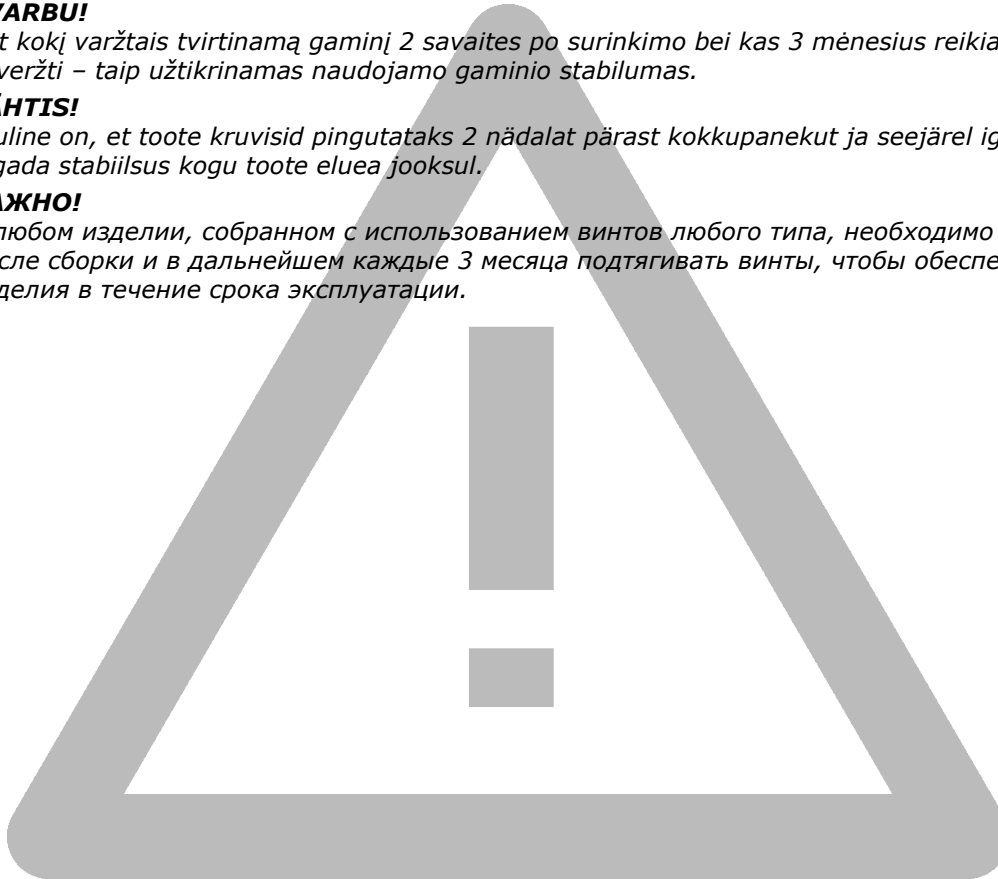 VARBU!
t kokį varžtais tvirtinamą gaminį 2 savaites po surinkimo bei kas 3 mėnesius reikia
veržti – taip užtikrinamas naudojamo gaminio stabilumas.
ÄHTIS!
uline on, et toote kruvisid pingutataks 2 nädalat pärast kokkupanekut ja seejärel ig
gada stabiilsus kogu toote eluea jooksul.
АЖНО!
любом изделии, собранном с использованием винтов любого типа, необходимо
сле сборки и в дальнейшем каждые 3 месяца подтягивать винты, чтобы обеспе
делия в течение срока эксплуатации.